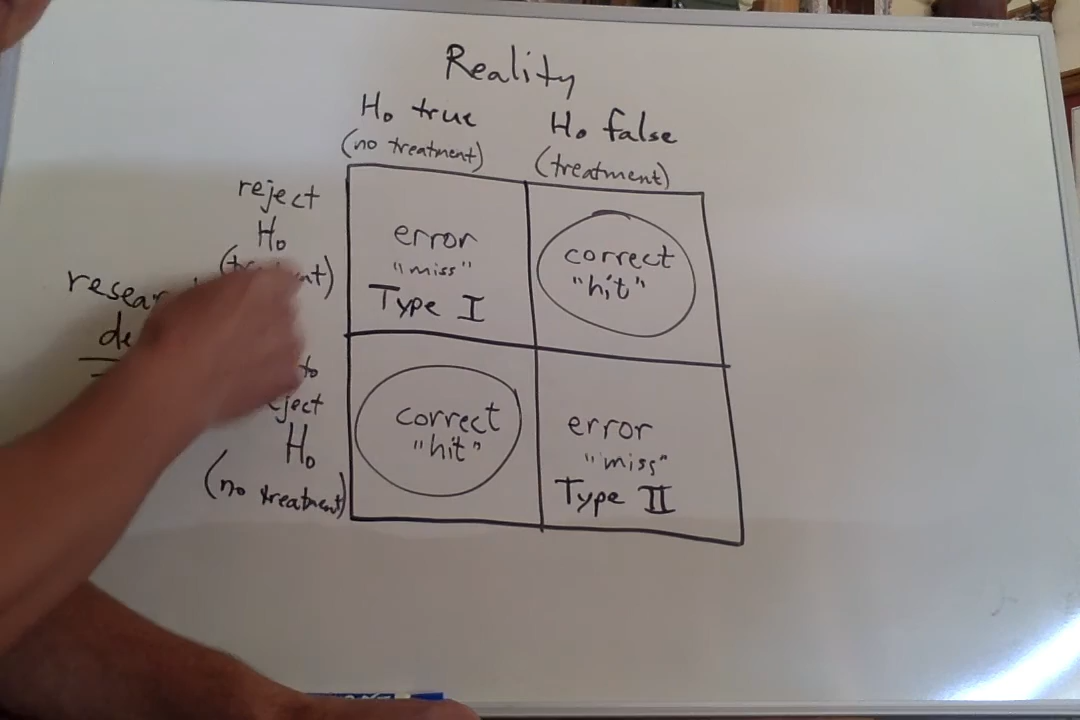 Reality
H₀ true
(no treatment)
H₀ false
(treatment)
reject
H₀
error
"miss"
Type I
correct
"hit"
H₀
(no treatment)
correct
"hit"
error
"miss"
Type II